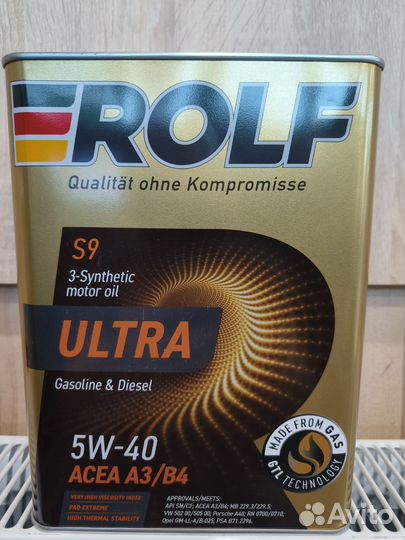 ROLF
Qualität ohne Kompromisse
S9
3-Synthetic
motor oil
ULTRA
Gasoline & Diesel
5W-40
ACEA A3/B4
MADE FROM GAS
GTL TECHNOLOGY
VERY HIGH VISCOSITY INDEX
PAO-EXTREME
HIGH THERMAL STABILITY
APPROVALS/MEETS:
API SN/CF; ACEA A3/B4; MB 229.3/229.5;
VW 502 00/505 00; Porsche A40; RN 0700/0710;
Opel GM-LL-A/B-025; PSA B71 2296.
Avito